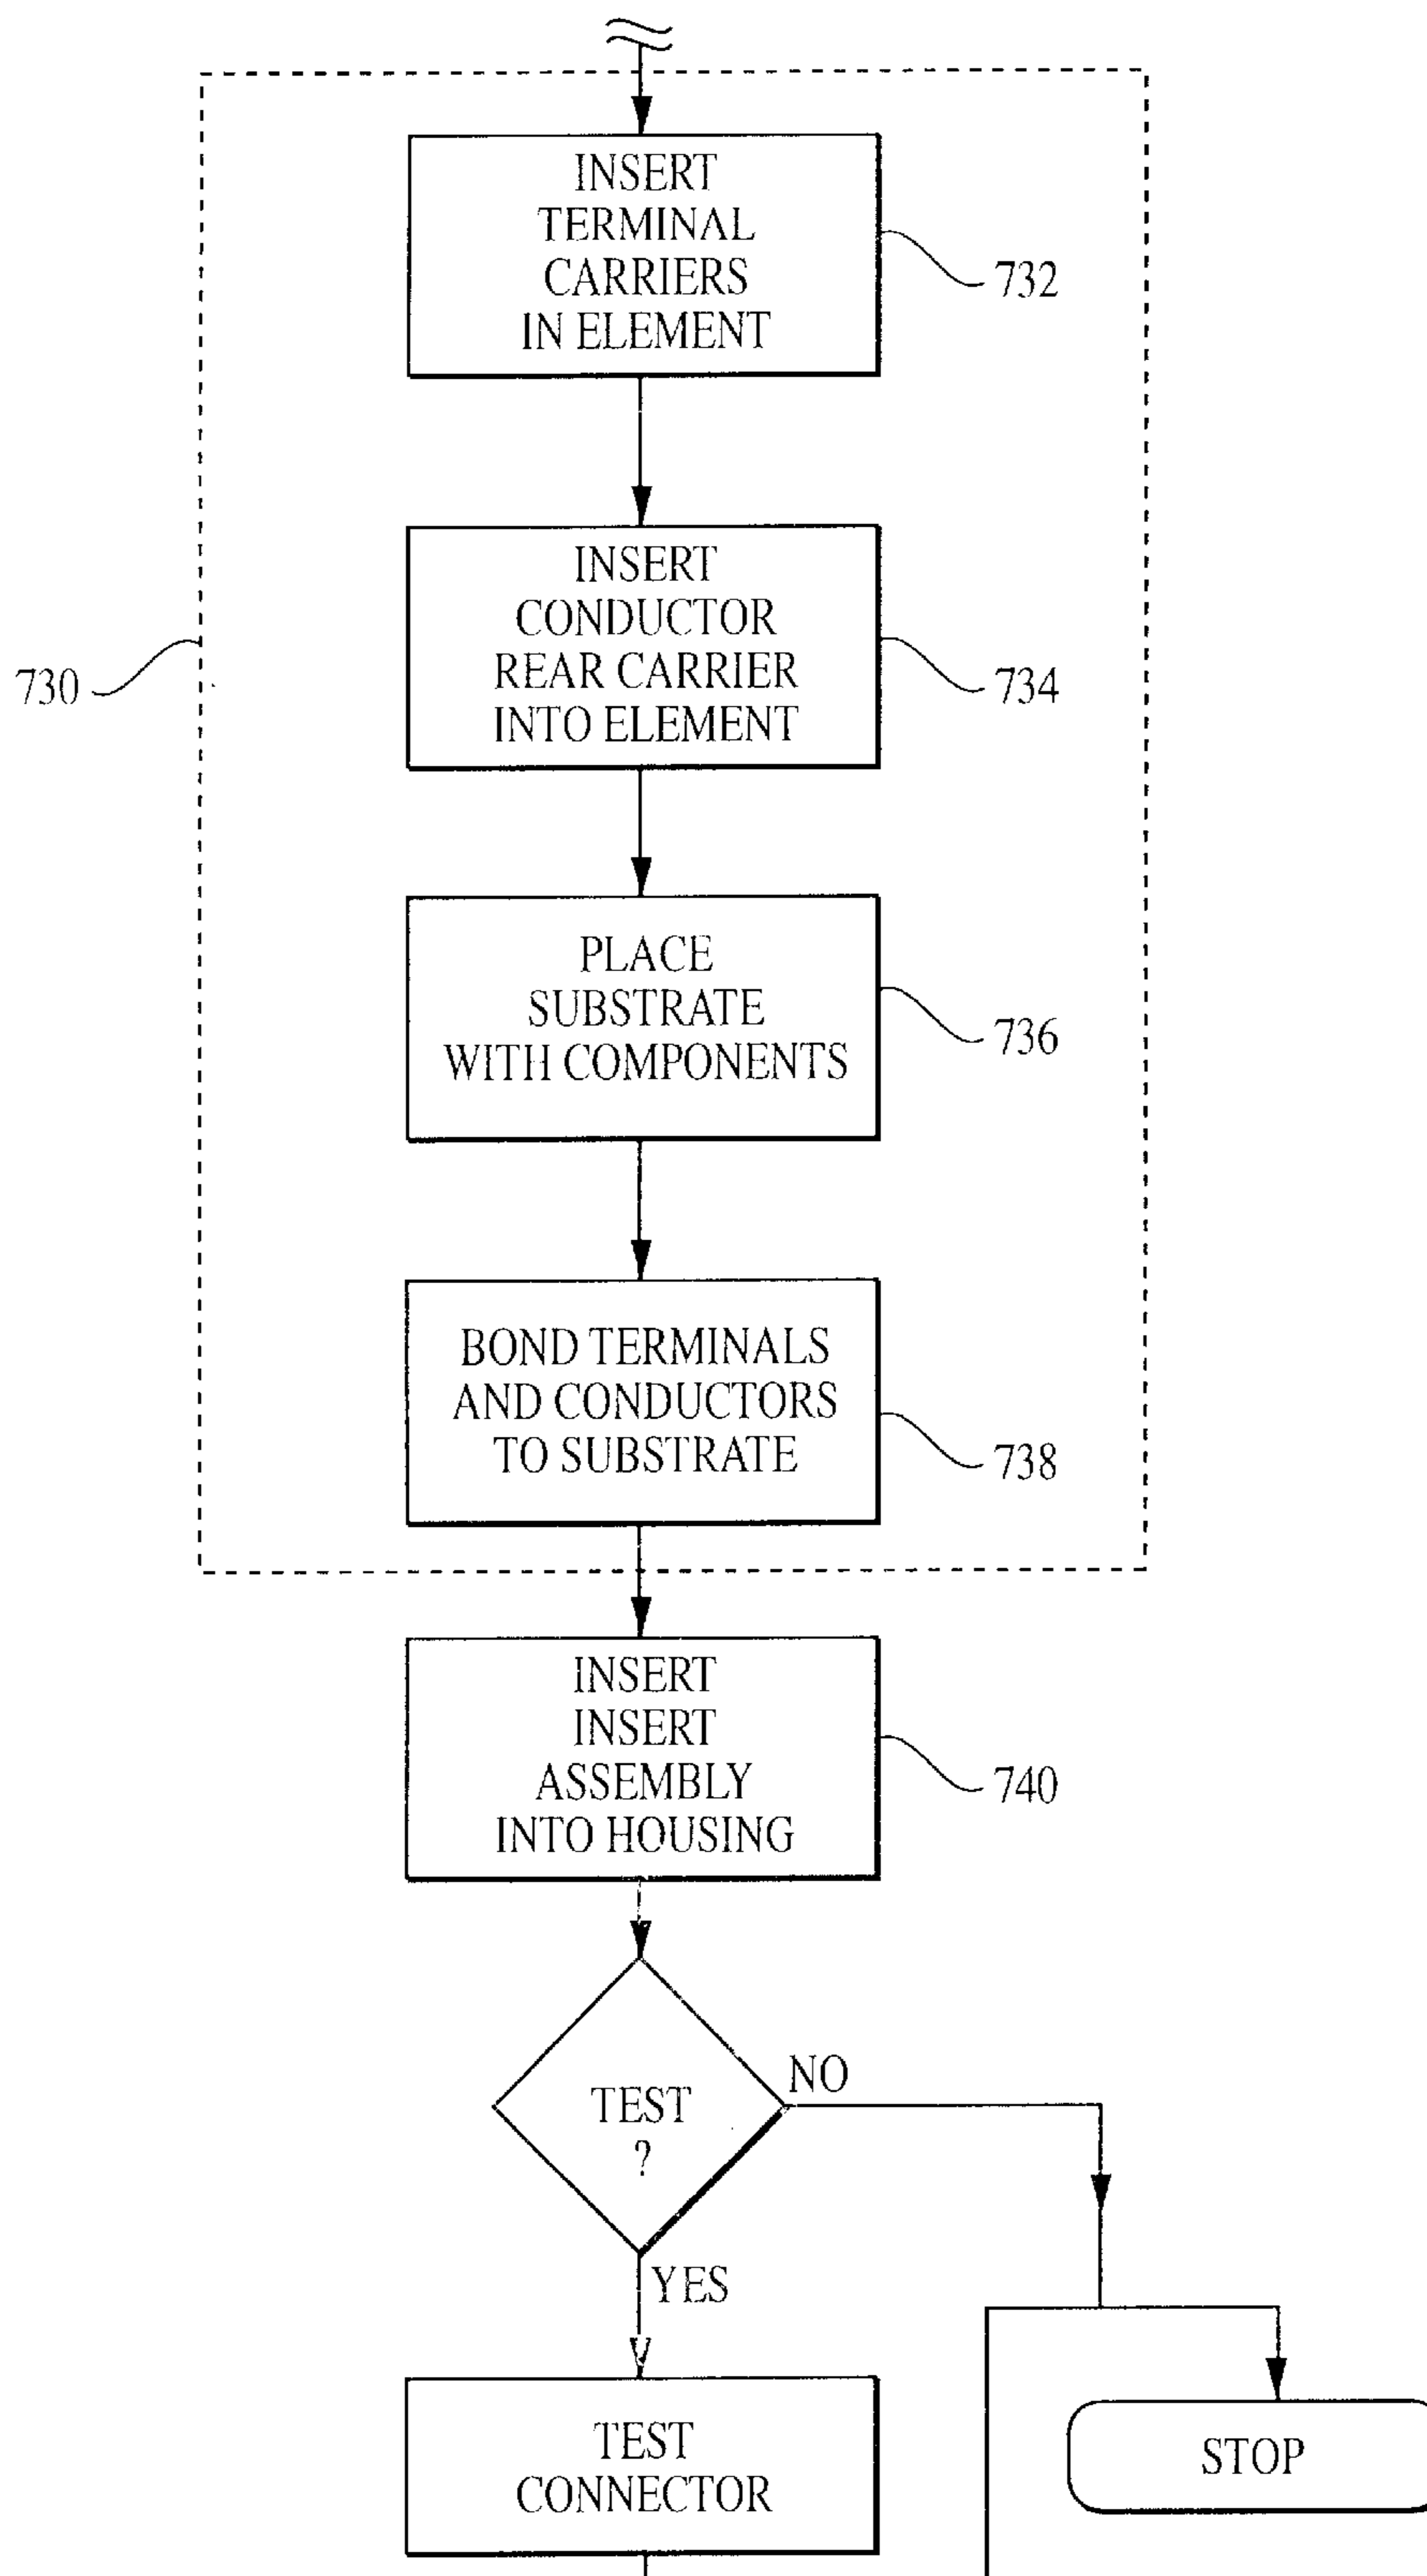 INSERT
TERMINAL
CARRIERS
IN ELEMENT
732
INSERT
CONDUCTOR
REAR CARRIER
INTO ELEMENT
734
730
PLACE
SUBSTRATE
WITH COMPONENTS
736
BOND TERMINALS
AND CONDUCTORS
TO SUBSTRATE
738
INSERT
INSERT
ASSEMBLY
INTO HOUSING
740
TEST
?
NO
YES
TEST
CONNECTOR
STOP